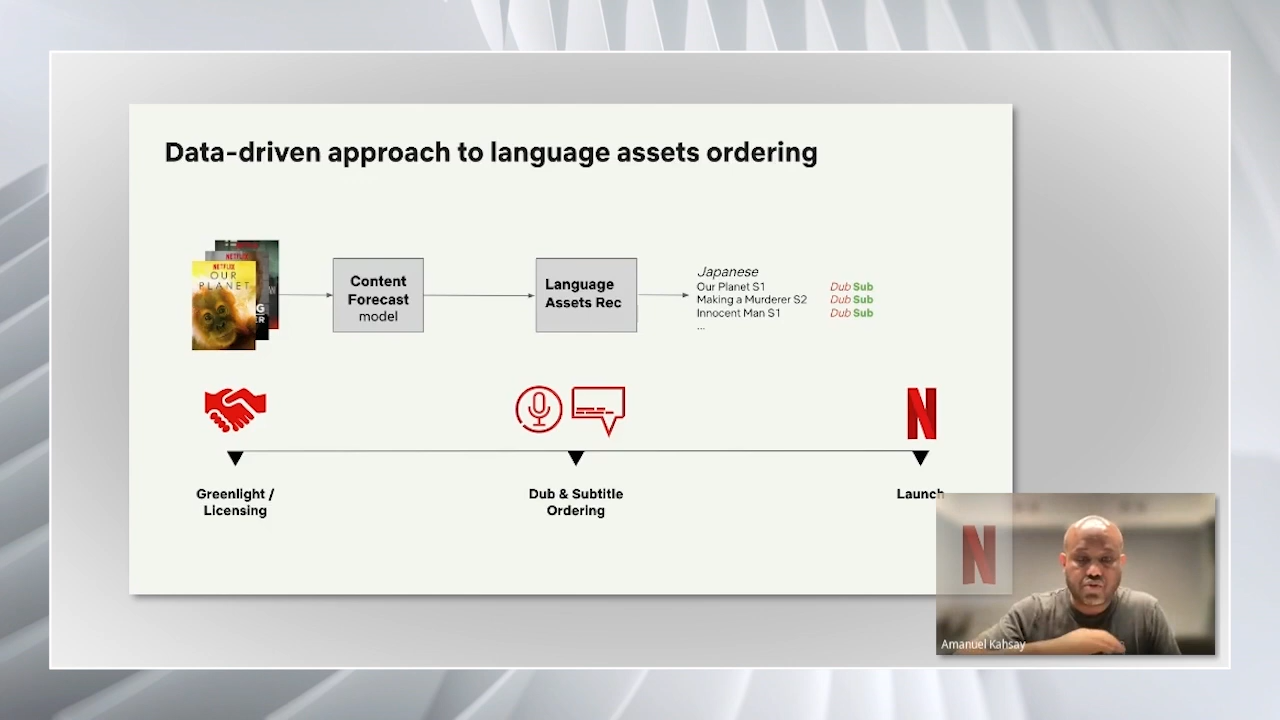 Data-driven approach to language assets ordering
NETFLIX
NETFLIX
OUR
PLANET
Content
Forecast
model
Language
Assets Rec
Japanese
Our Planet S1 Dub Sub
Making a Murderer S2 Dub Sub
Innocent Man S1 Dub Sub
...
N
Greenlight /
Licensing
Dub & Subtitle
Ordering
Launch
N
Amanuel Kahsay